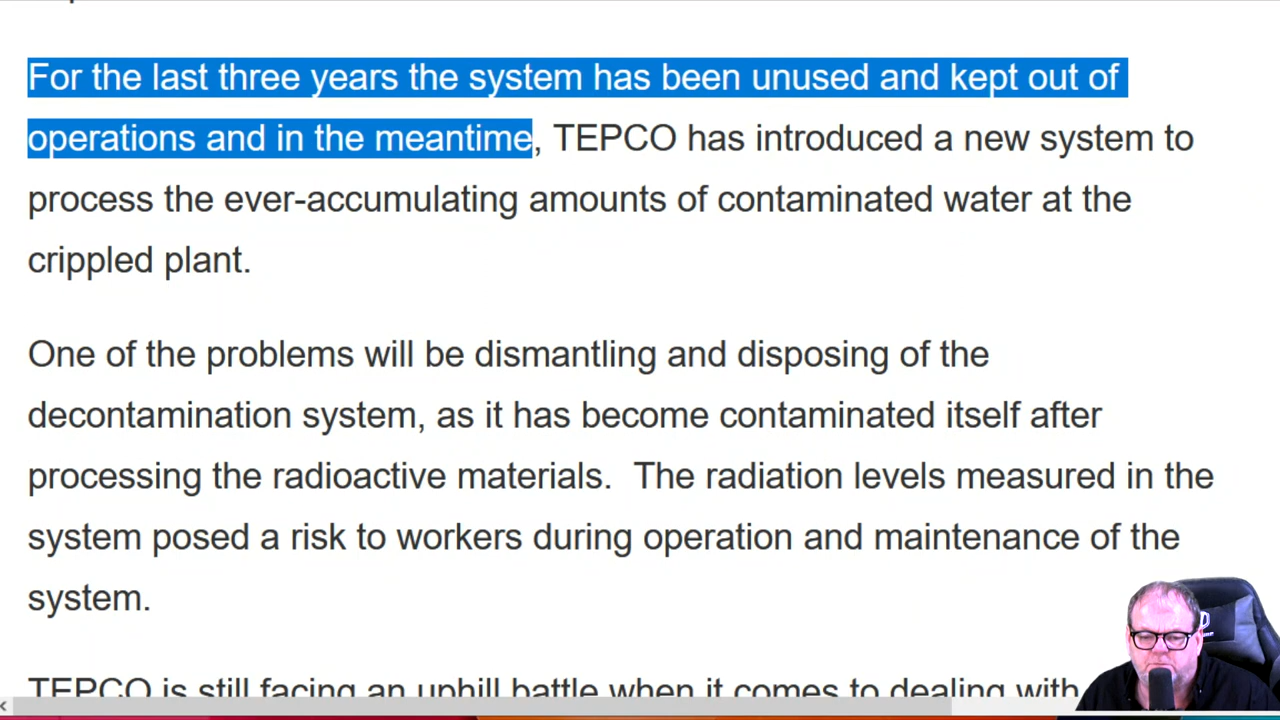 For the last three years the system has been unused and kept out of
operations and in the meantime, TEPCO has introduced a new system to
process the ever-accumulating amounts of contaminated water at the
crippled plant.
One of the problems will be dismantling and disposing of the
decontamination system, as it has become contaminated itself after
processing the radioactive materials.  The radiation levels measured in the
system posed a risk to workers during operation and maintenance of the
system.
TEPCO is still facing an uphill battle when it comes to dealing with